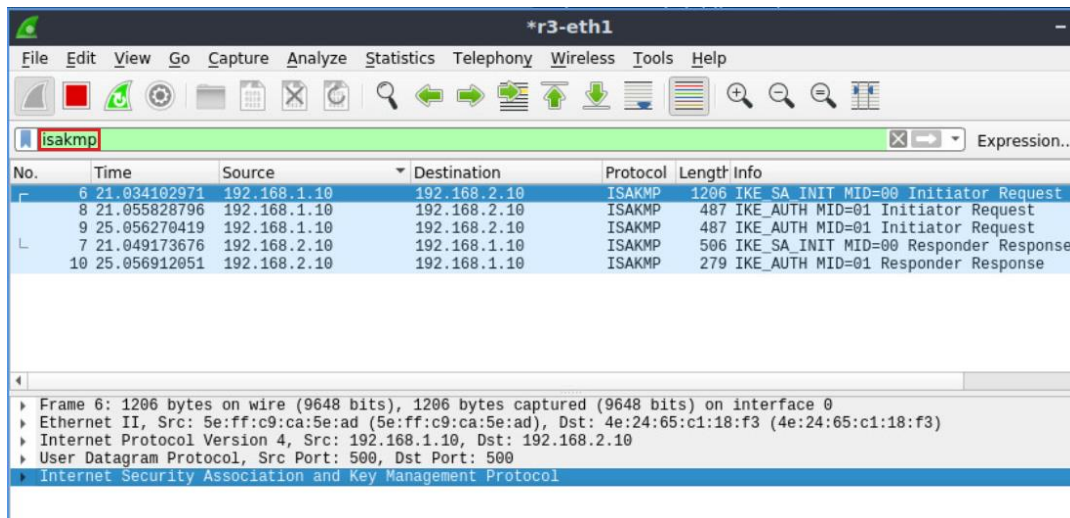 *r3-eth1
File Edit View Go Capture Analyze Statistics Telephony Wireless Tools Help
isakmp Expression..
No. Time Source Destination Protocol Length Info
6 21.034102971 192.168.1.10 192.168.2.10 ISAKMP 1206 IKE_SA_INIT MID=00 Initiator Request
8 21.055828796 192.168.1.10 192.168.2.10 ISAKMP 487 IKE_AUTH MID=01 Initiator Request
9 25.056270419 192.168.1.10 192.168.2.10 ISAKMP 487 IKE_AUTH MID=01 Initiator Request
7 21.049173676 192.168.2.10 192.168.1.10 ISAKMP 506 IKE_SA_INIT MID=00 Responder Response
10 25.056912051 192.168.2.10 192.168.1.10 ISAKMP 279 IKE_AUTH MID=01 Responder Response
Frame 6: 1206 bytes on wire (9648 bits), 1206 bytes captured (9648 bits) on interface 0
Ethernet II, Src: 5e:ff:c9:ca:5e:ad (5e:ff:c9:ca:5e:ad), Dst: 4e:24:65:c1:18:f3 (4e:24:65:c1:18:f3)
Internet Protocol Version 4, Src: 192.168.1.10, Dst: 192.168.2.10
User Datagram Protocol, Src Port: 500, Dst Port: 500
Internet Security Association and Key Management Protocol